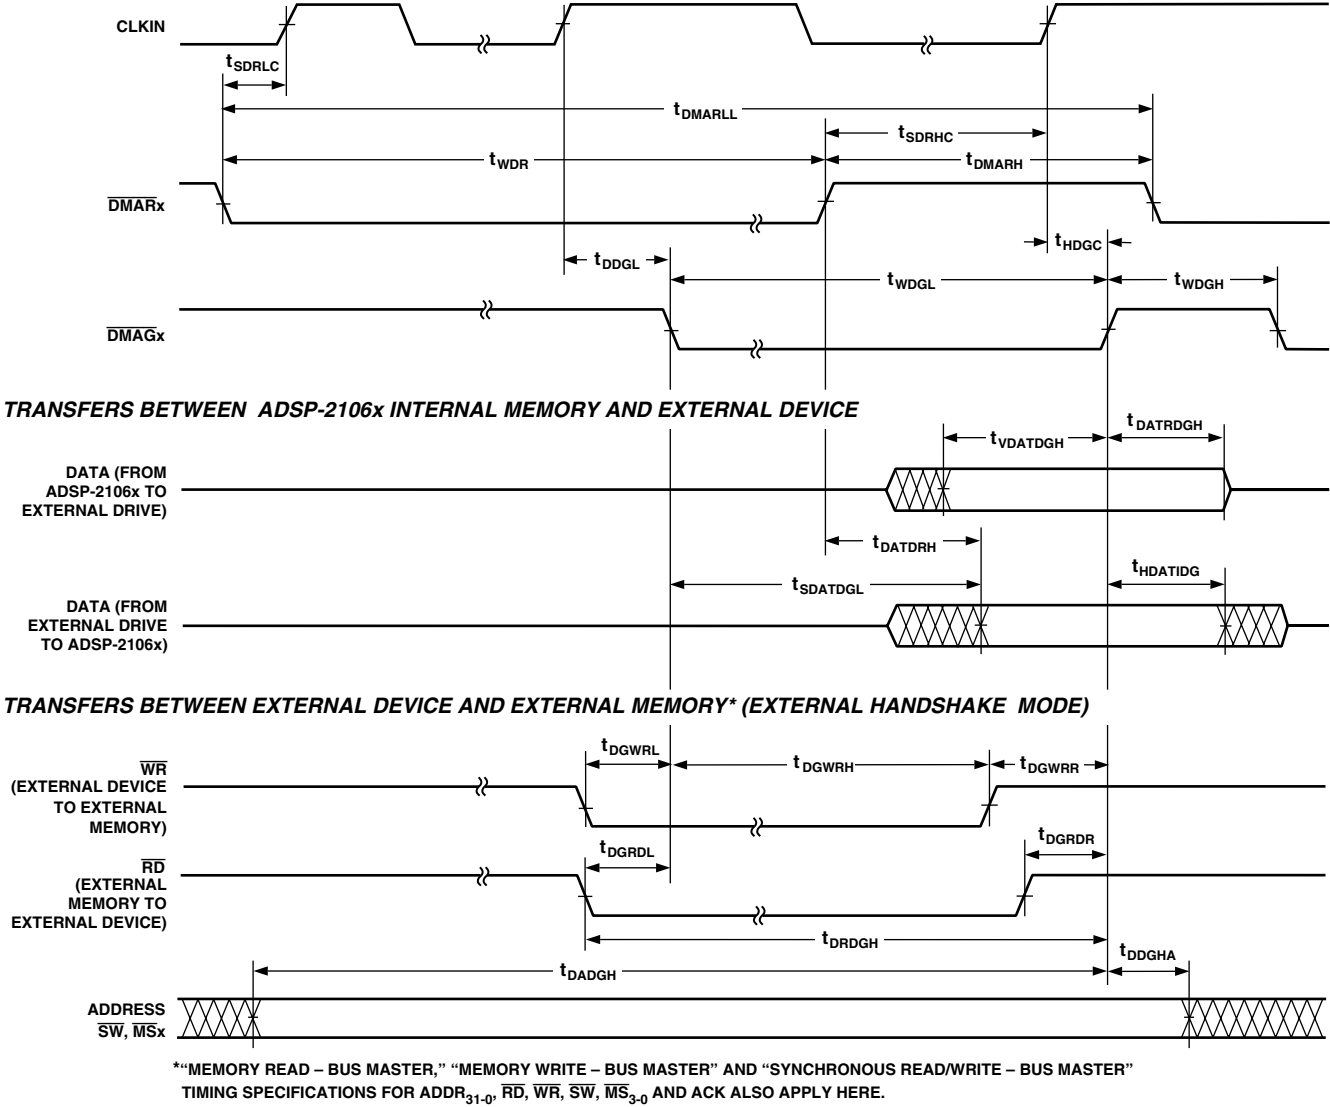 CLKIN
tSDRLC
tDMARLL
tSDRHC
tWDR
tDMARH
DMARx
tHDGC
tDDGL
tWDGL
tWDGH
DMAGx
TRANSFERS BETWEEN ADSP-2106x INTERNAL MEMORY AND EXTERNAL DEVICE
tDATRDGH
tVDATDGH
DATA (FROM
ADSP-2106x TO
EXTERNAL DRIVE)
tDATDRH
tHDATIDG
tSDATDGL
DATA (FROM
EXTERNAL DRIVE
TO ADSP-2106x)
TRANSFERS BETWEEN EXTERNAL DEVICE AND EXTERNAL MEMORY* (EXTERNAL HANDSHAKE MODE)
tDGWRL
tDGWRH
tDGWRR
WR
(EXTERNAL DEVICE
TO EXTERNAL
MEMORY)
tDGRDR
tDGRDL
RD
(EXTERNAL
MEMORY TO
EXTERNAL DEVICE)
tDRDGH
tDADGH
tDDGHA
ADDRESS
SW, MSx
*“MEMORY READ – BUS MASTER,” “MEMORY WRITE – BUS MASTER” AND “SYNCHRONOUS READ/WRITE – BUS MASTER”
TIMING SPECIFICATIONS FOR ADDR31-0, RD, WR, SW, MS3-0 AND ACK ALSO APPLY HERE.